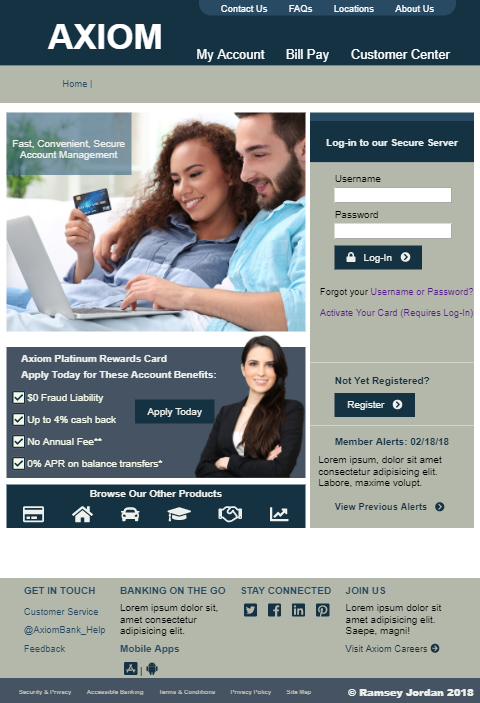 Contact Us FAQs Locations About Us
AXIOM
My Account Bill Pay Customer Center
Home |
Fast, Convenient, Secure
Account Management
Log-in to our Secure Server
Username
Password
Log-In
Forgot your Username or Password?
Activate Your Card (Requires Log-In)
Axiom Platinum Rewards Card
Apply Today for These Account Benefits:
$0 Fraud Liability
Up to 4% cash back
No Annual Fee**
0% APR on balance transfers*
Apply Today
Not Yet Registered?
Register
Member Alerts: 02/18/18
Lorem ipsum, dolor sit amet
consectetur adipisicing elit.
Labore, maxime volupt.
View Previous Alerts
Browse Our Other Products
GET IN TOUCH
Customer Service
@AxiomBank_Help
Feedback
BANKING ON THE GO
Lorem ipsum dolor sit,
amet consectetur
adipisicing elit.
Mobile Apps
|
STAY CONNECTED
JOIN US
Lorem ipsum dolor sit
amet consectetur
adipisicing elit.
Saepe, magni!
Visit Axiom Careers
Security & Privacy Accessible Banking Terms & Conditions Privacy Police Site Map
© Ramsey Jordan 2018